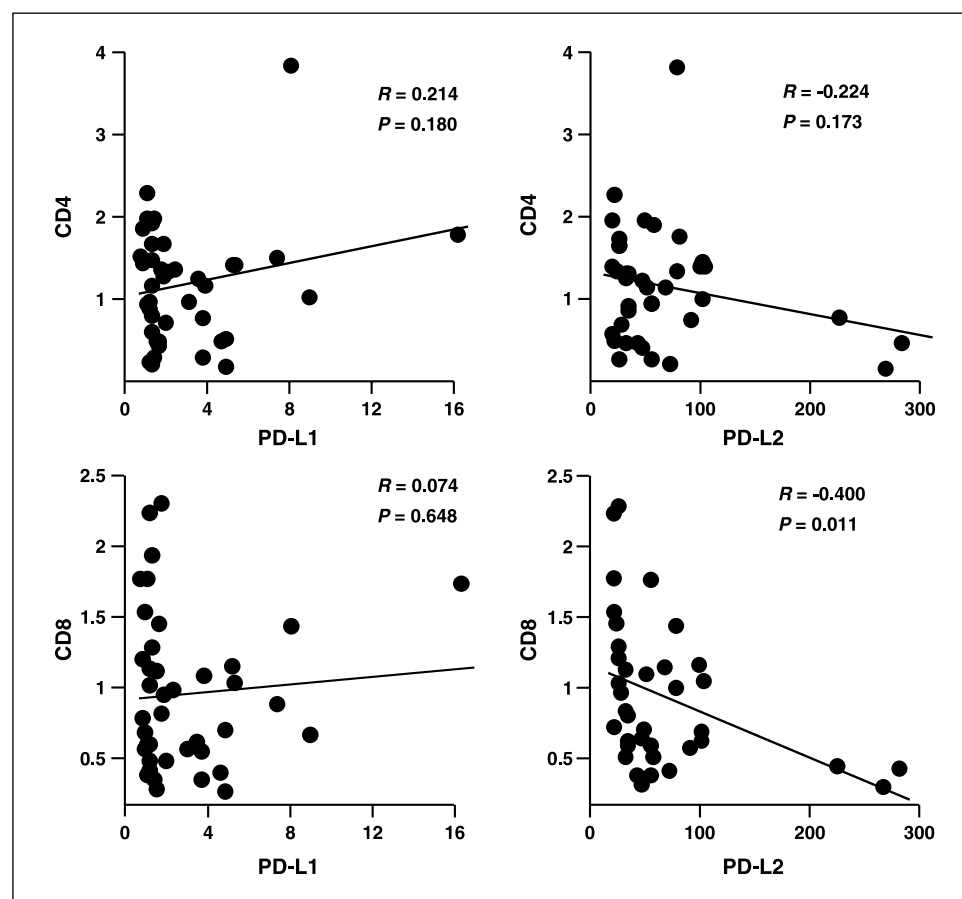 4
3
2
1
CD4
R = 0.214
P = 0.180
0
4
8
12
16
PD-L1
4
3
2
1
CD4
R = -0.224
P = 0.173
0
100
200
300
PD-L2
2.5
2
1.5
1
0.5
CD8
R = 0.074
P = 0.648
0
4
8
12
16
PD-L1
2.5
2
1.5
1
0.5
CD8
R = -0.400
P = 0.011
0
100
200
300
PD-L2